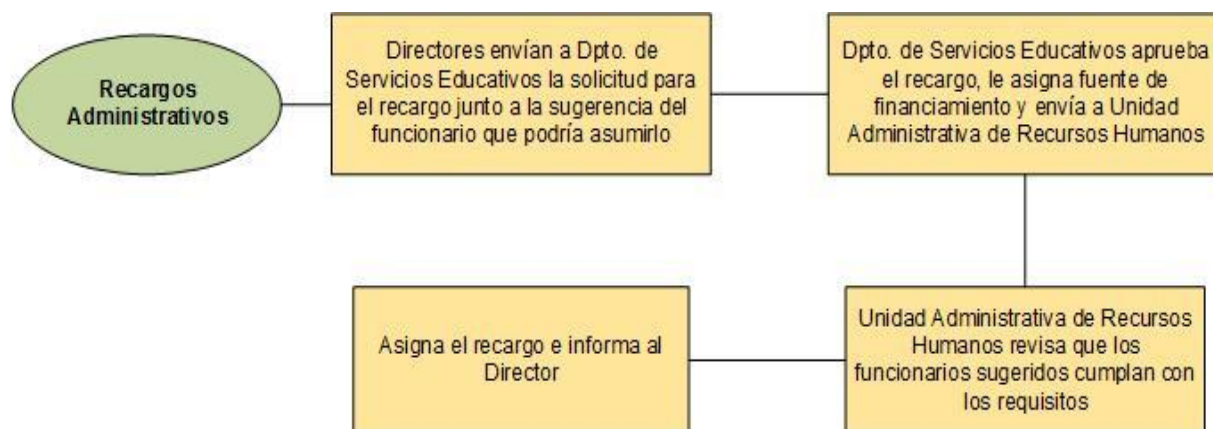 Recargos
Administrativos
Directores envían a Dpto. de
Servicios Educativos la solicitud para
el recargo junto a la sugerencia del
funcionario que podría asumirlo
Dpto. de Servicios Educativos aprueba
el recargo, le asigna fuente de
financiamiento y envía a Unidad
Administrativa de Recursos Humanos
Unidad Administrativa de Recursos
Humanos revisa que los
funcionarios sugeridos cumplan con
los requisitos
Asigna el recargo e informa al
Director